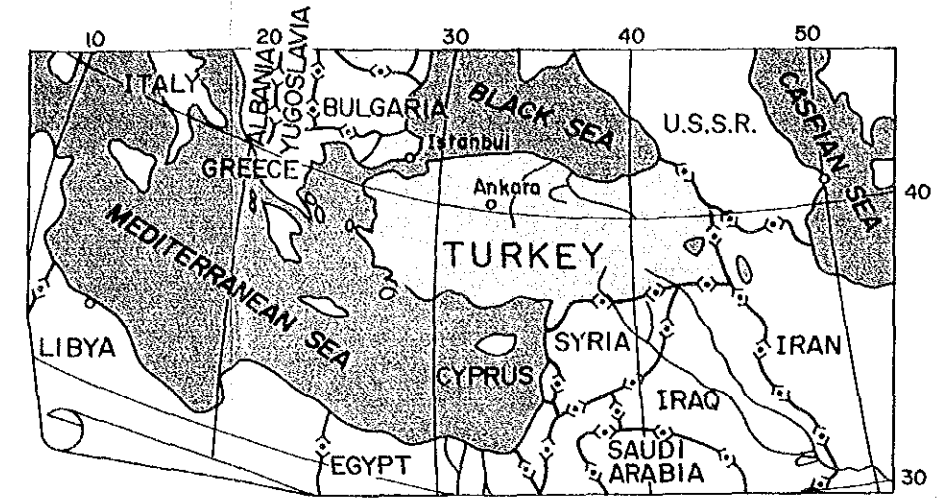 10 20 30 40 50
ITALY
ALBANIA
YUGOSLAVIA
BULGARIA
BLACK SEA
U.S.S.R.
CASPIAN SEA
Istanbul
GREECE
Ankara
40
MEDITERRANEAN SEA
TURKEY
LIBYA
SYRIA
IRAN
CYPRUS
IRAQ
EGYPT
SAUDI
ARABIA
30